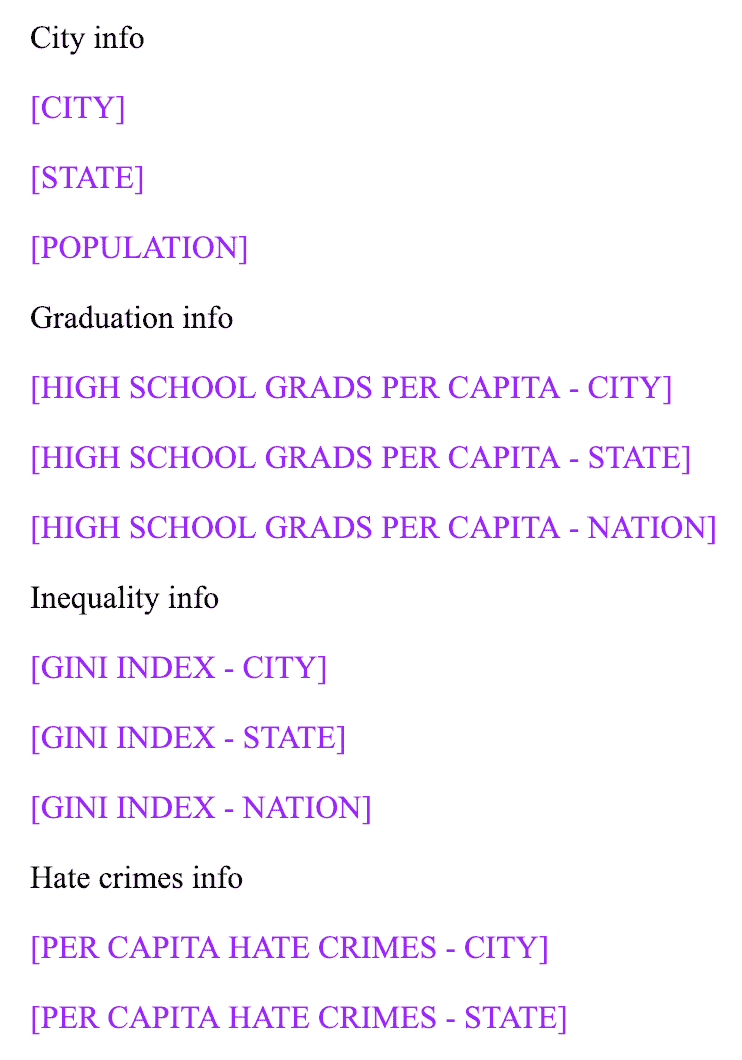 City info
[CITY]
[STATE]
[POPULATION]
Graduation info
[HIGH SCHOOL GRADS PER CAPITA - CITY]
[HIGH SCHOOL GRADS PER CAPITA - STATE]
[HIGH SCHOOL GRADS PER CAPITA - NATION]
Inequality info
[GINI INDEX - CITY]
[GINI INDEX - STATE]
[GINI INDEX - NATION]
Hate crimes info
[PER CAPITA HATE CRIMES - CITY]
[PER CAPITA HATE CRIMES - STATE]